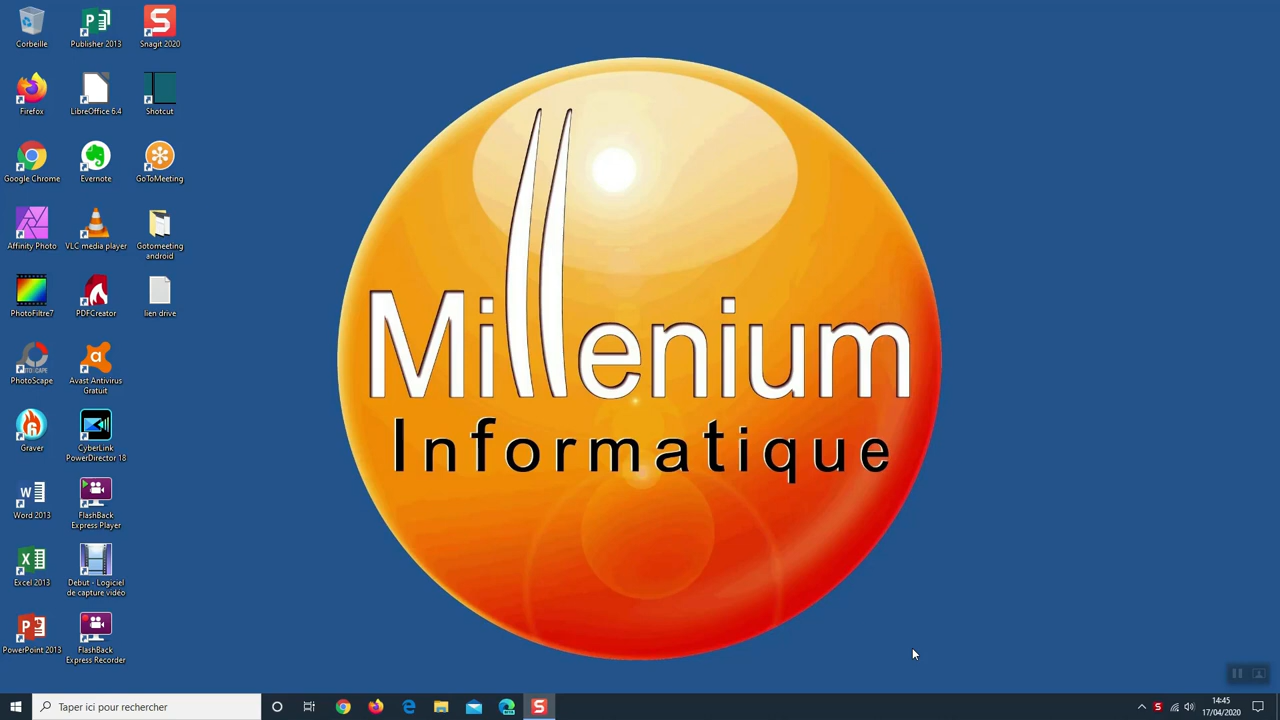 Corbeille
Publisher 2013
Snagit 2020
Firefox
LibreOffice 6.4
Shotcut
Google Chrome
Evernote
GoToMeeting
Affinity Photo
VLC media player
Gotomeeting
android
PhotoFiltre7
PDFCreator
lien drive
PhotoScape
Avast Antivirus
Gratuit
Graver
CyberLink
PowerDirector 18
Word 2013
FlashBack
Express Player
Excel 2013
Debut - Logiciel
de capture vidéo
PowerPoint 2013
FlashBack
Express Recorder
Millenium
Informatique
Taper ici pour rechercher
14:45
17/04/2020